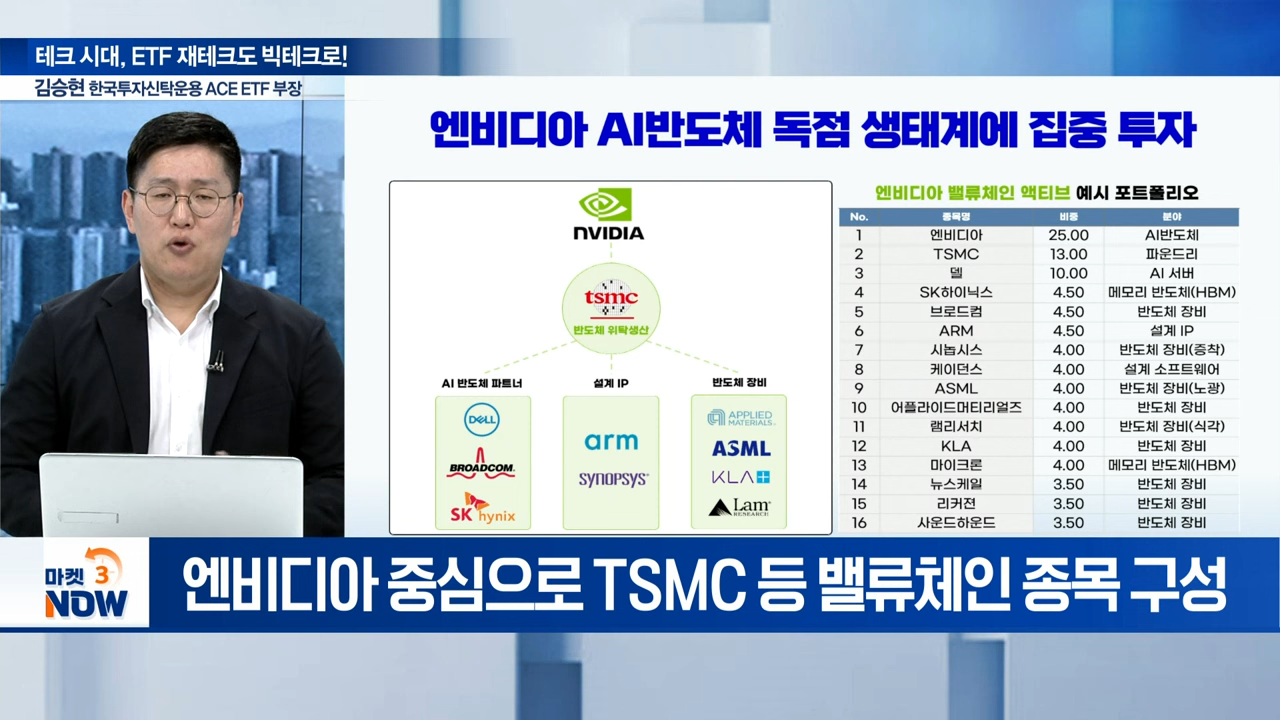 테크 시대, ETF 재테크도 빅테크로!
김승현 한국투자신탁운용 ACE ETF 부장
엔비디아 AI반도체 독점 생태계에 집중 투자
NVIDIA
tsmc
반도체 위탁생산
AI 반도체 파트너
DELL
BROADCOM
SK hynix
설계 IP
arm
SYNOPSYS
반도체 장비
APPLIED MATERIALS
ASML
KLA
Lam RESEARCH
엔비디아 밸류체인 액티브 예시 포트폴리오
No. 종목명 비중 분야
1 엔비디아 25.00 AI반도체
2 TSMC 13.00 파운드리
3 델 10.00 AI 서버
4 SK하이닉스 4.50 메모리 반도체(HBM)
5 브로드컴 4.50 반도체 장비
6 ARM 4.50 설계 IP
7 시놉시스 4.00 반도체 장비(증착)
8 케이던스 4.00 설계 소프트웨어
9 ASML 4.00 반도체 장비(노광)
10 어플라이드머티리얼즈 4.00 반도체 장비
11 램리서치 4.00 반도체 장비(식각)
12 KLA 4.00 반도체 장비
13 마이크론 4.00 메모리 반도체(HBM)
14 뉴스케일 3.50 반도체 장비
15 리커젼 3.50 반도체 장비
16 사운드하운드 3.50 반도체 장비
마켓 3
NOW
엔비디아 중심으로 TSMC 등 밸류체인 종목 구성